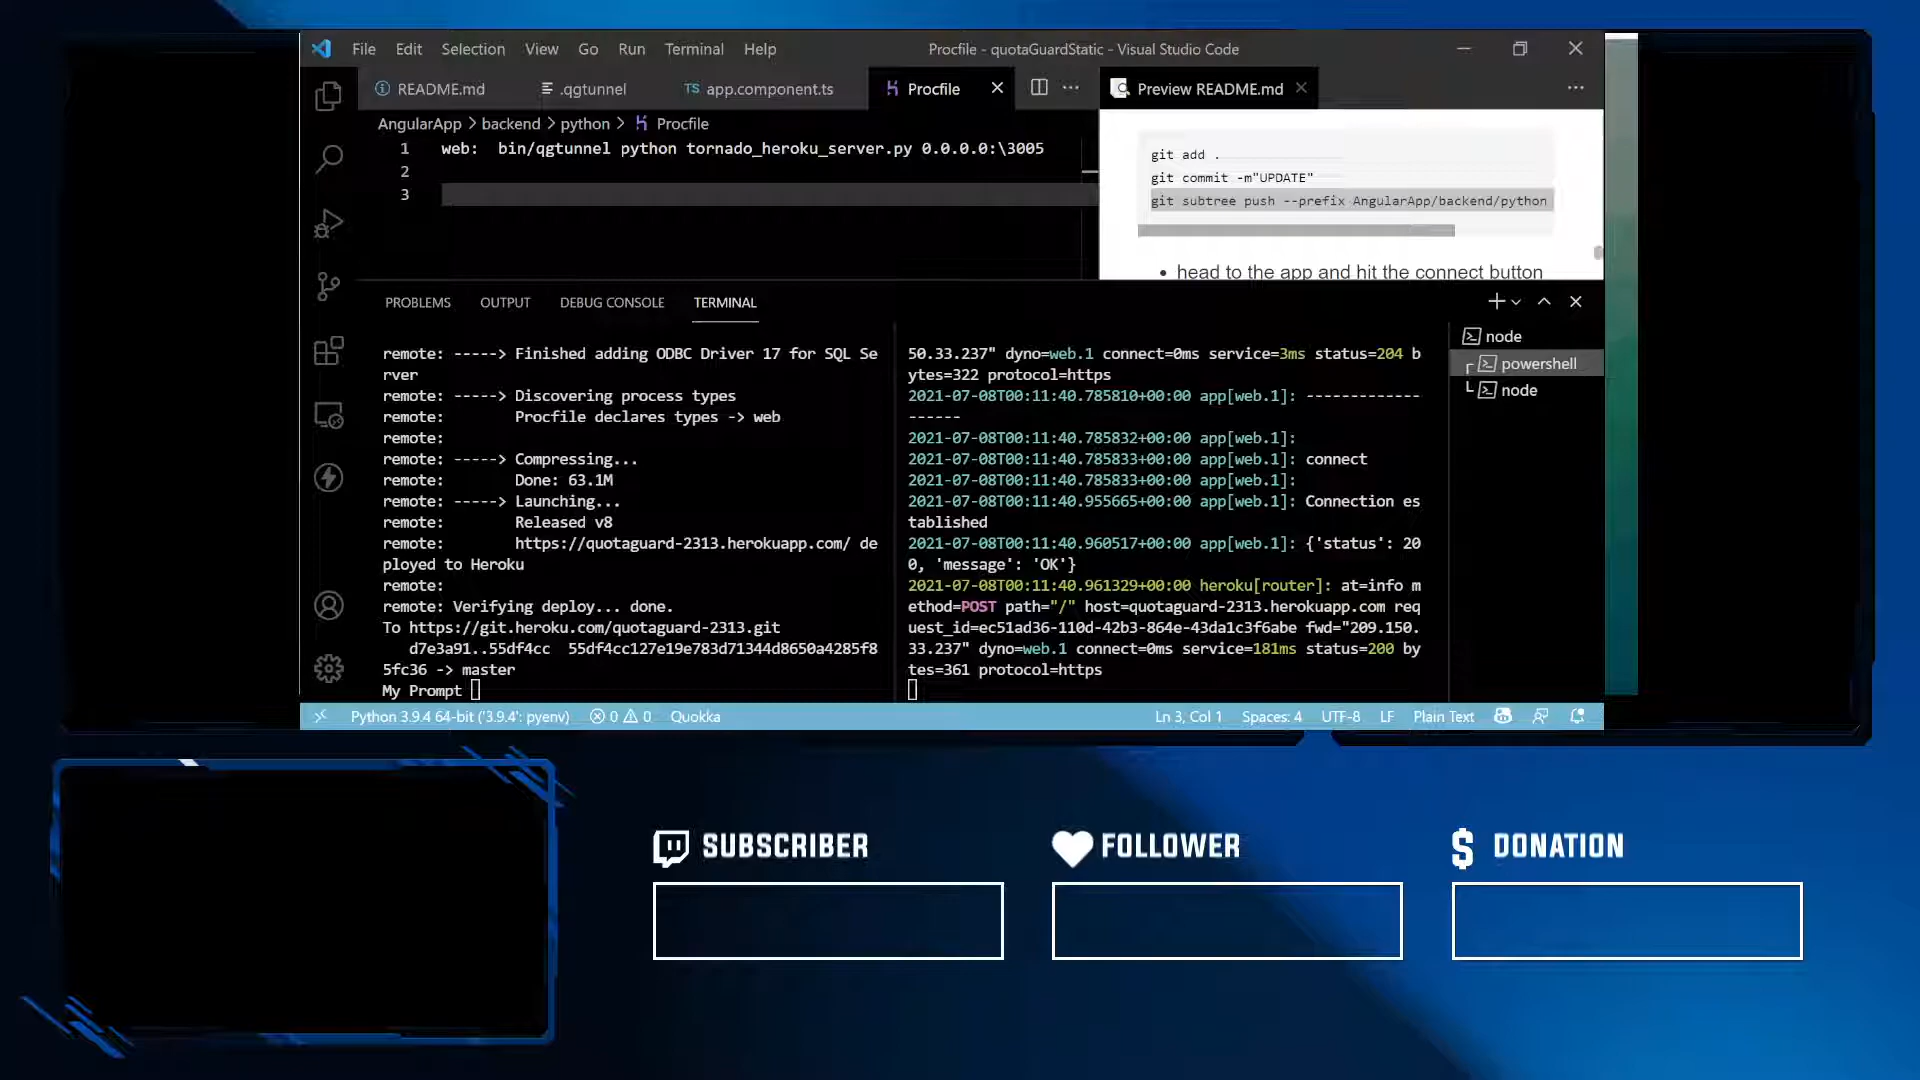 File Edit Selection View Go Run Terminal Help
Procfile - quotaGuardStatic - Visual Studio Code
README.md .qgtunnel TS app.component.ts Procfile
Preview README.md
AngularApp > backend > python > Procfile
1 web:  bin/qgtunnel python tornado_heroku_server.py 0.0.0.0:\3005
2
3
git add .
git commit -m"UPDATE"
git subtree push --prefix AngularApp/backend/python
• head to the app and hit the connect button
PROBLEMS OUTPUT DEBUG CONSOLE TERMINAL
remote: -----> Finished adding ODBC Driver 17 for SQL Se
rver
remote: -----> Discovering process types
remote:        Procfile declares types -> web
remote:
remote: -----> Compressing...
remote:        Done: 63.1M
remote: -----> Launching...
remote:        Released v8
remote:        https://quotaguard-2313.herokuapp.com/ de
ployed to Heroku
remote:
remote: Verifying deploy... done.
To https://git.heroku.com/quotaguard-2313.git
   d7e3a91..55df4cc  55df4cc127e19e783d71344d8650a4285f8
5fc36 -> master
My Prompt
50.33.237" dyno=web.1 connect=0ms service=3ms status=204 b
ytes=322 protocol=https
2021-07-08T00:11:40.785810+00:00 app[web.1]: -------------
------
2021-07-08T00:11:40.785832+00:00 app[web.1]:
2021-07-08T00:11:40.785833+00:00 app[web.1]: connect
2021-07-08T00:11:40.785833+00:00 app[web.1]:
2021-07-08T00:11:40.955665+00:00 app[web.1]: Connection es
tablished
2021-07-08T00:11:40.960517+00:00 app[web.1]: {'status': 20
0, 'message': 'OK'}
2021-07-08T00:11:40.961329+00:00 heroku[router]: at=info m
ethod=POST path="/" host=quotaguard-2313.herokuapp.com req
uest_id=ec51ad36-110d-42b3-864e-43da1c3f6abe fwd="209.150.
33.237" dyno=web.1 connect=0ms service=181ms status=200 by
tes=361 protocol=https
node
powershell
node
Python 3.9.4 64-bit ('3.9.4': pyenv) 0 0 Quokka
Ln 3, Col 1 Spaces: 4 UTF-8 LF Plain Text
SUBSCRIBER
FOLLOWER
DONATION